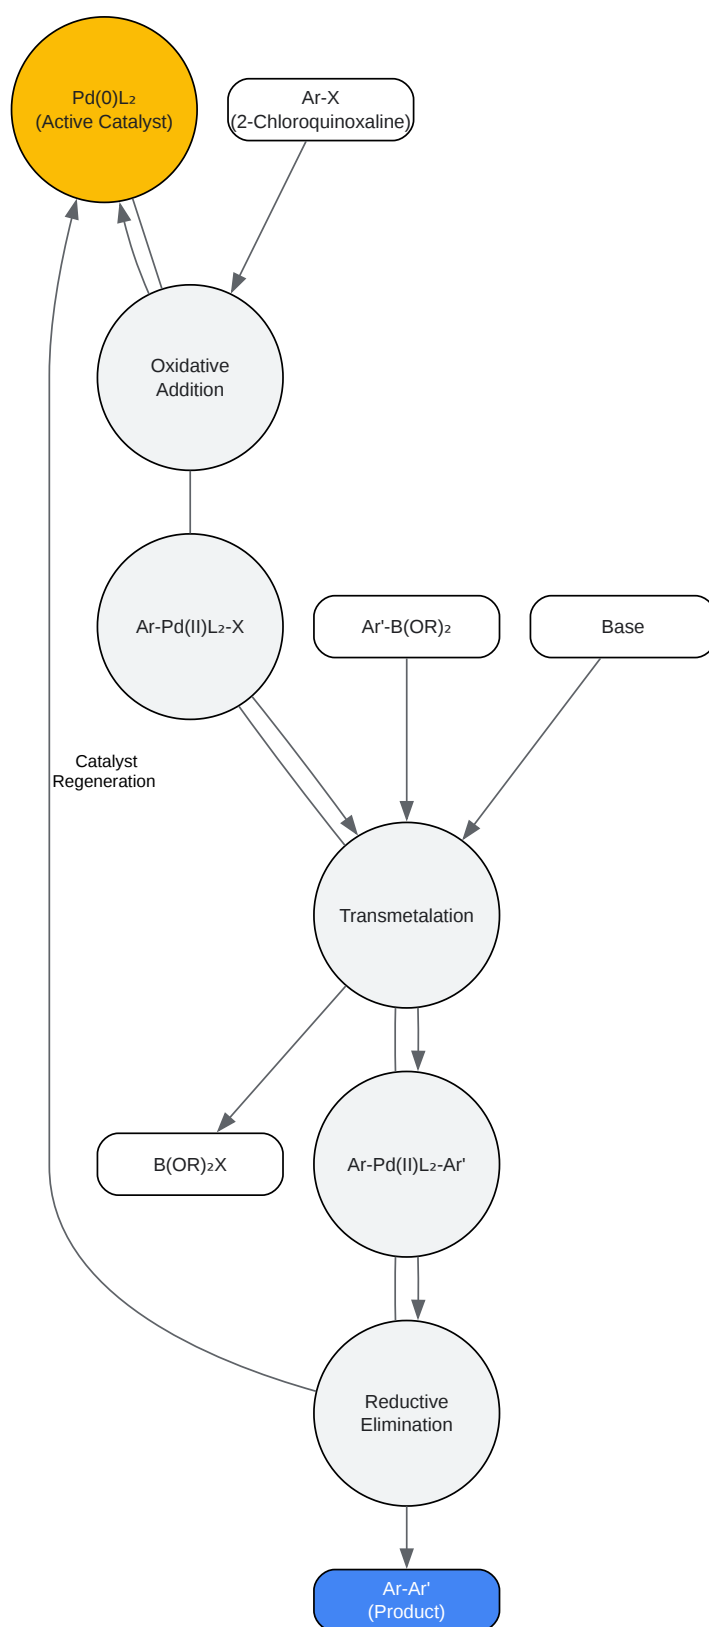 Pd(0)L₂
(Active Catalyst)
Ar-X
(2-Chloroquinoxaline)
Oxidative
Addition
Ar-Pd(II)L₂-X
Ar'-B(OR)₂
Base
Catalyst
Regeneration
Transmetalation
B(OR)₂X
Ar-Pd(II)L₂-Ar'
Reductive
Elimination
Ar-Ar'
(Product)